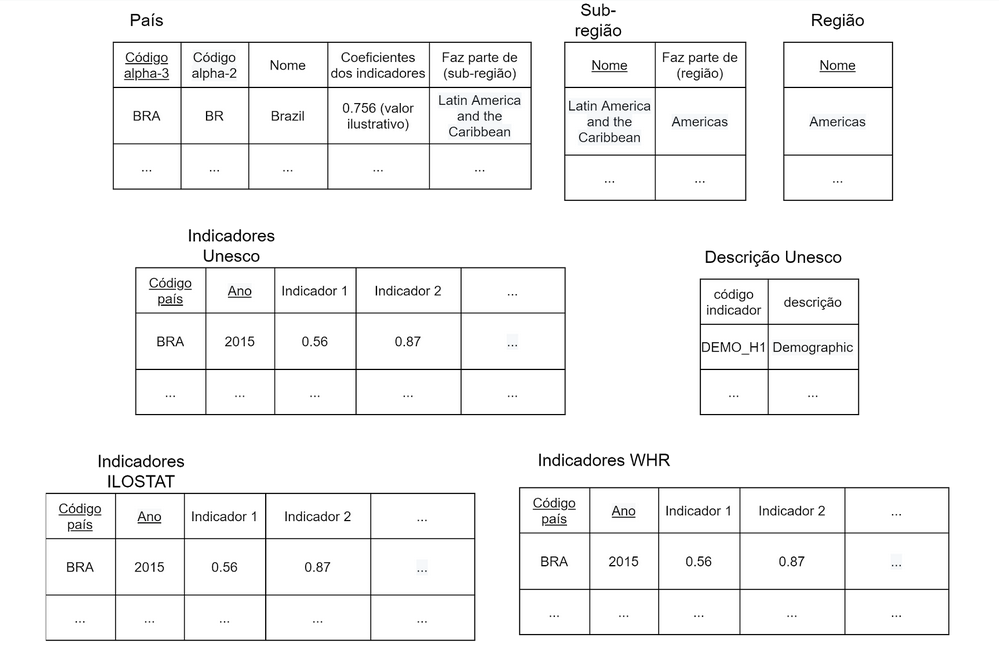 País
Código
alpha-3
Código
alpha-2
Nome
Coeficientes
dos indicadores
Faz parte de
(sub-região)
BRA
BR
Brazil
0.756 (valor
ilustrativo)
Latin America
and the
Caribbean
...
...
...
...
...
Sub-
região
Nome
Faz parte de
(região)
Latin America
and the
Caribbean
Americas
...
...
Região
Nome
Americas
...
Indicadores
Unesco
Código
país
Ano
Indicador 1
Indicador 2
...
BRA
2015
0.56
0.87
...
...
...
...
...
...
Descrição Unesco
código
indicador
descrição
DEMO_H1
Demographic
...
...
Indicadores
ILOSTAT
Código
país
Ano
Indicador 1
Indicador 2
...
BRA
2015
0.56
0.87
...
...
...
...
...
...
Indicadores WHR
Código
país
Ano
Indicador 1
Indicador 2
...
BRA
2015
0.56
0.87
...
...
...
...
...
...